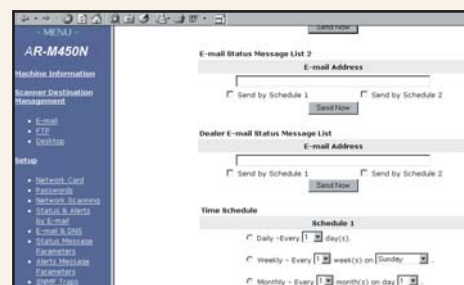 - MENU -
AR-M450N
Machine Information
Scanner Destination
Management
E-mail
FTP
Desktop
Setup
Network Card
Passwords
Network Scanning
Status & Alerts
by E-mail
E-mail & DNS
Status Message
Parameters
Alerts Message
Parameters
SNMP Traps
Send Now
E-mail Status Message List 2
E-mail Address
Send by Schedule 1 Send by Schedule 2
Send Now
Dealer E-mail Status Message List
E-mail Address
Send by Schedule 1 Send by Schedule 2
Send Now
Time Schedule
Schedule 1
Daily -Every 1 day(s).
Weekly - Every 1 week(s) on Sunday .
Monthly - Every 1 month(s) on day 1 .